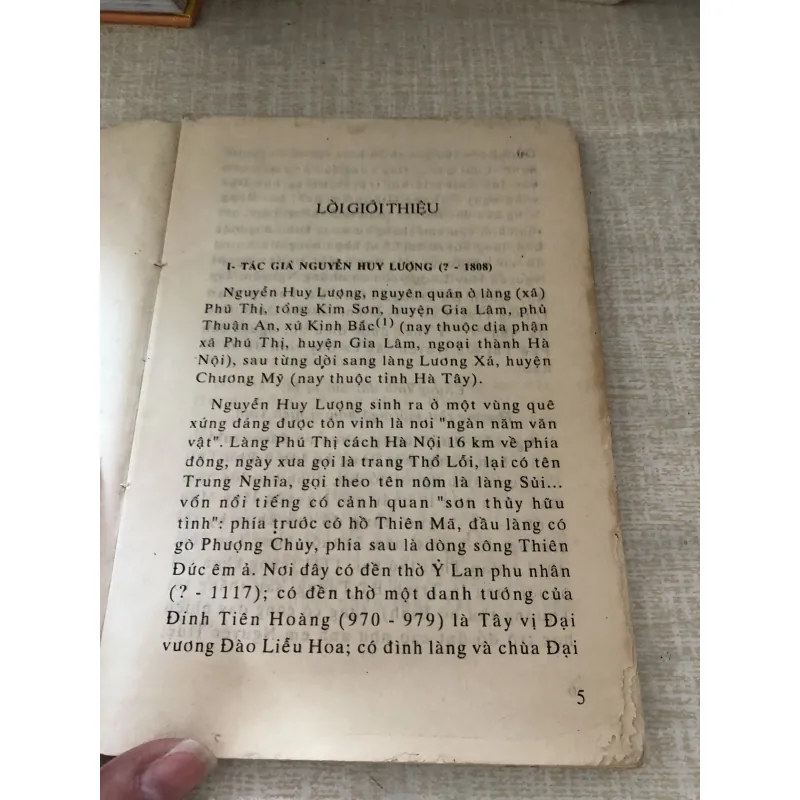 LỜI GIỚI THIỆU
I- TÁC GIẢ NGUYỄN HUY LƯỢNG (? - 1808)
Nguyễn Huy Lượng, nguyên quán ở làng (xã)
Phú Thị, tổng Kim Sơn, huyện Gia Lâm, phủ
Thuận An, xứ Kinh Bắc(1) (nay thuộc địa phận
xã Phú Thị, huyện Gia Lâm, ngoại thành Hà
Nội), sau từng dời sang làng Lương Xá, huyện
Chương Mỹ (nay thuộc tỉnh Hà Tây).
Nguyễn Huy Lượng sinh ra ở một vùng quê
xứng đáng được tôn vinh là nơi "ngàn năm văn
vật". Làng Phú Thị cách Hà Nội 16 km về phía
đông, ngày xưa gọi là trang Thổ Lỗi, lại có tên
Trung Nghĩa, gọi theo tên nôm là làng Sủi...
vốn nổi tiếng có cảnh quan "sơn thủy hữu
tình": phía trước có hồ Thiên Mã, đầu làng có
gò Phượng Chủy, phía sau là dòng sông Thiên
Đức êm ả. Nơi đây có đền thờ Ỷ Lan phu nhân
(? - 1117); có đền thờ một danh tướng của
Đinh Tiên Hoàng (970 - 979) là Tây vị Đại
vương Đào Liễu Hoa; có đình làng và chùa Đại
5